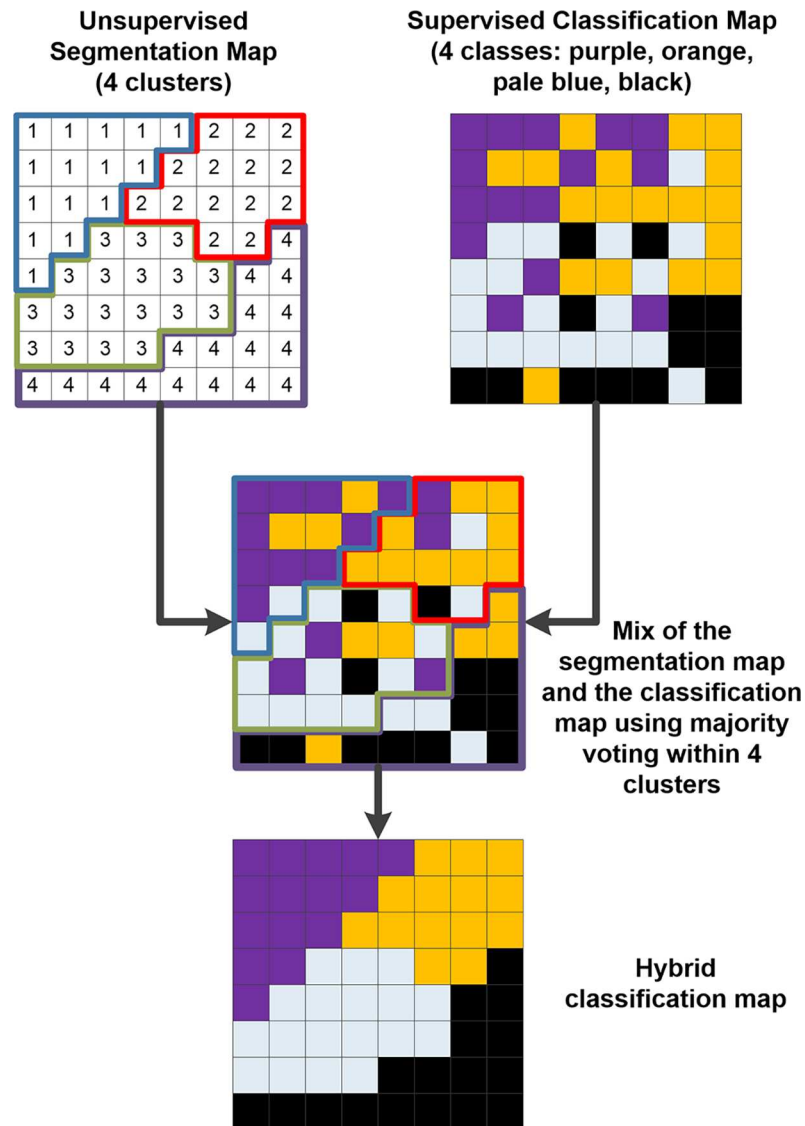 Unsupervised
Segmentation Map
(4 clusters)
Supervised Classification Map
(4 classes: purple, orange,
pale blue, black)
1 1 1 1 1 2 2 2
1 1 1 1 2 2 2 2
1 1 1 2 2 2 2 2
1 1 3 3 3 2 2 4
1 3 3 3 3 3 4 4
3 3 3 3 3 3 4 4
3 3 3 3 4 4 4 4
4 4 4 4 4 4 4 4
Mix of the
segmentation map
and the classification
map using majority
voting within 4
clusters
Hybrid
classification map